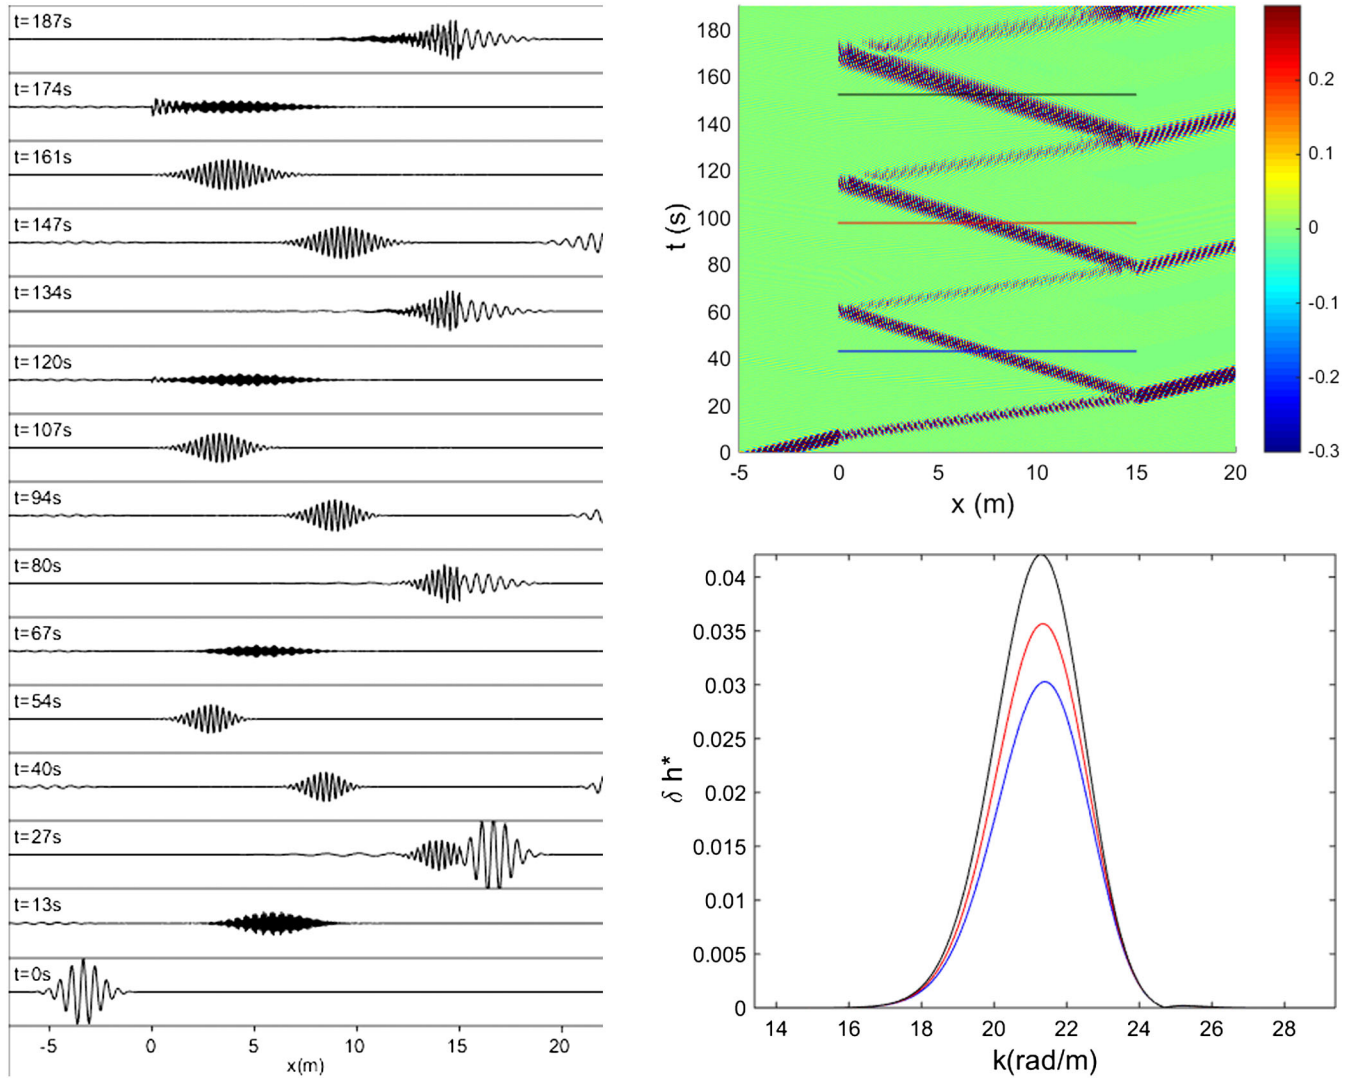 t=187s
t=174s
t=161s
t=147s
t=134s
t=120s
t=107s
t=94s
t=80s
t=67s
t=54s
t=40s
t=27s
t=13s
t=0s
-5 0 5 10 15 20
x(m)
180
160
140
120
100
80
60
40
20
0
t (s)
-5 0 5 10 15 20
x (m)
0.2
0.1
0
-0.1
-0.2
-0.3
0.04
0.035
0.03
0.025
0.02
0.015
0.01
0.005
0
δ h*
14 16 18 20 22 24 26 28
k(rad/m)